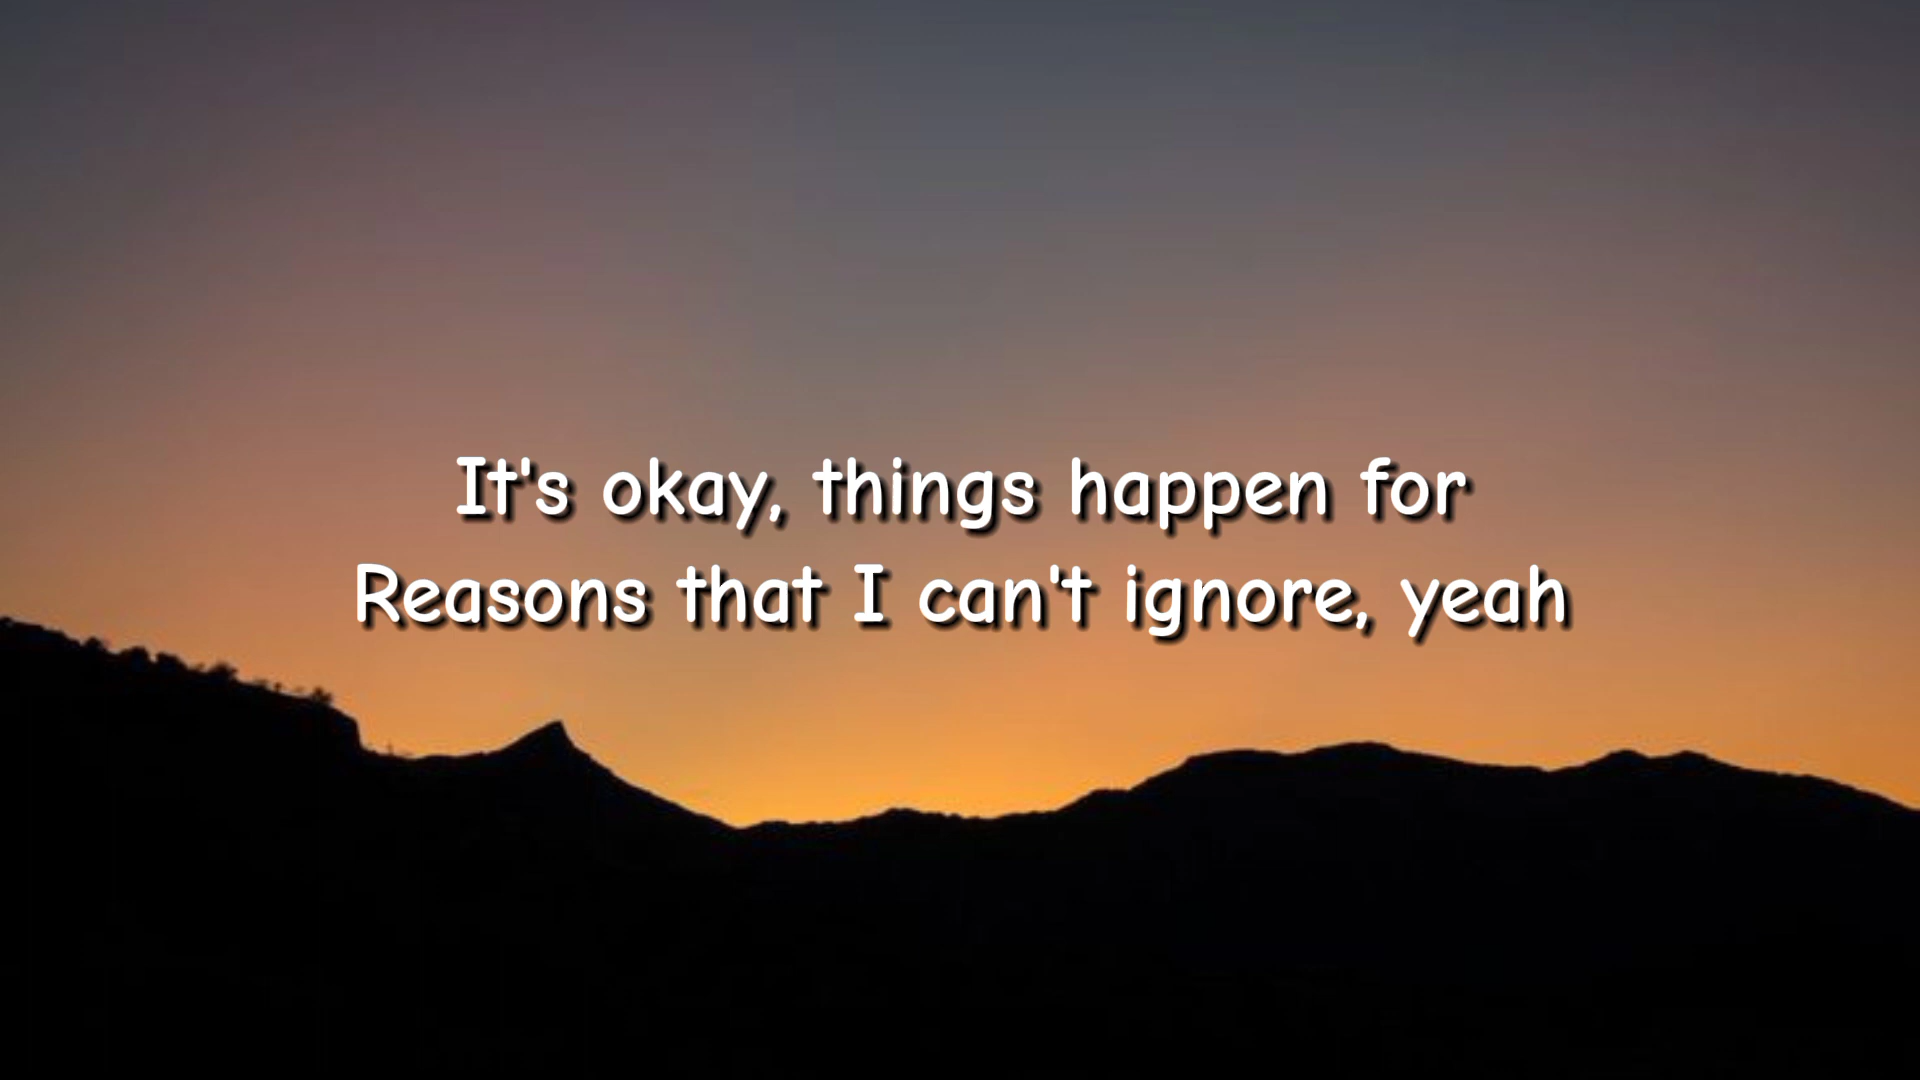 It's okay, things happen for
Reasons that I can't ignore, yeah